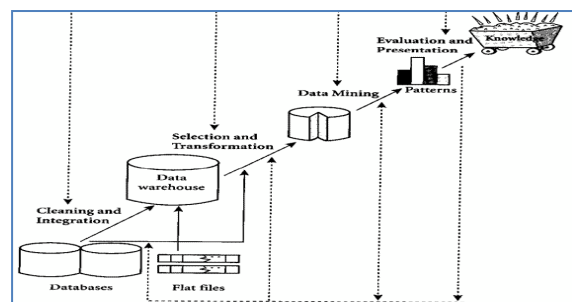 Evaluation and
Presentation
Knowledge
Data Mining
Patterns
Selection and
Transformation
Data
warehouse
Cleaning and
Integration
Databases
Flat files